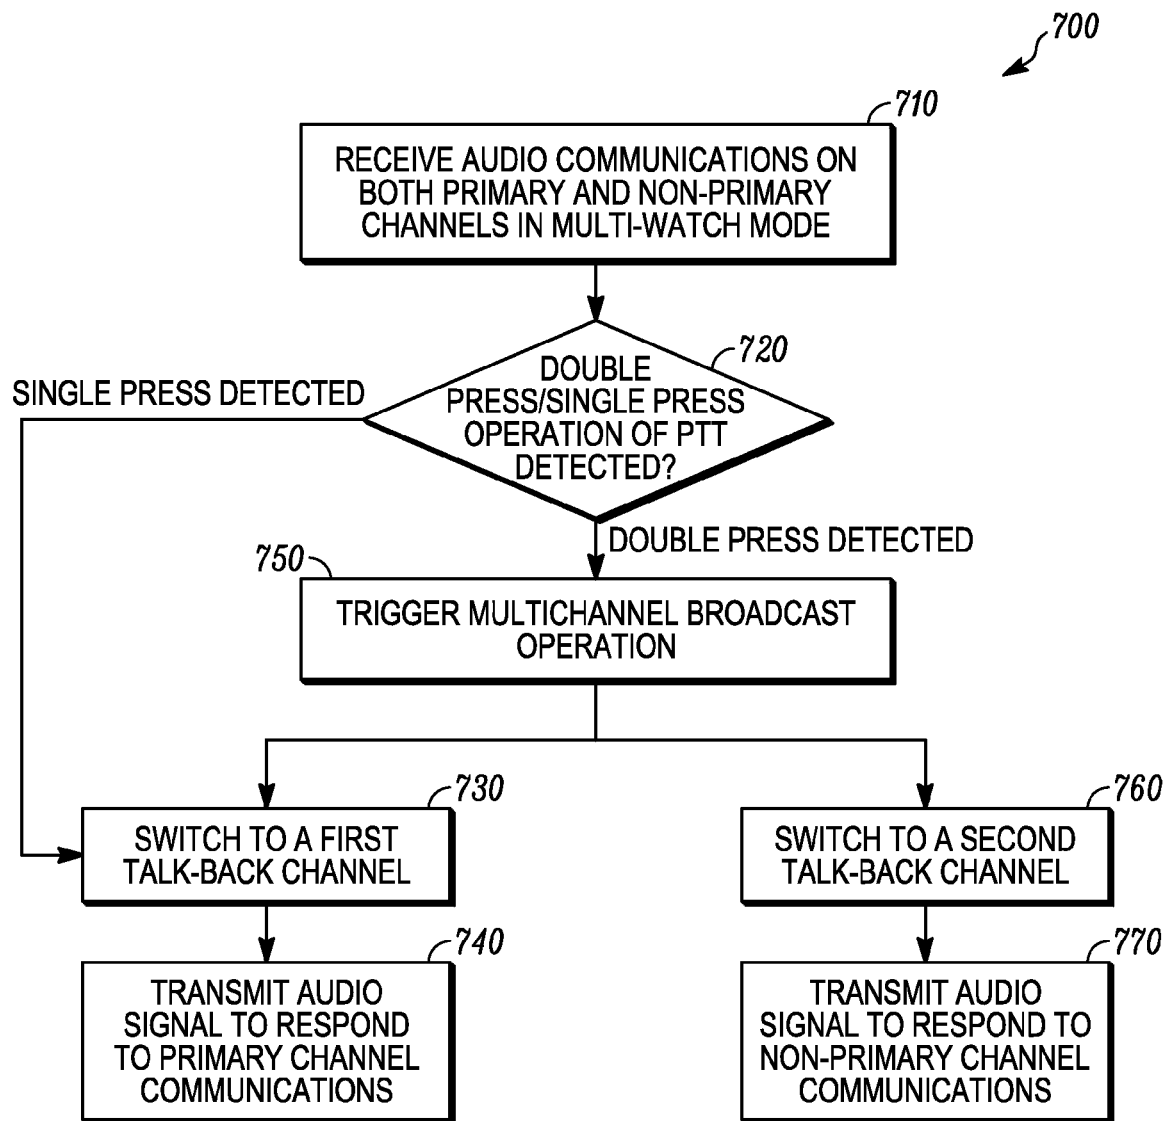 700
710
RECEIVE AUDIO COMMUNICATIONS ON
BOTH PRIMARY AND NON-PRIMARY
CHANNELS IN MULTI-WATCH MODE
720
DOUBLE
PRESS/SINGLE PRESS
OPERATION OF PTT
DETECTED?
SINGLE PRESS DETECTED
DOUBLE PRESS DETECTED
750
TRIGGER MULTICHANNEL BROADCAST
OPERATION
730
SWITCH TO A FIRST
TALK-BACK CHANNEL
760
SWITCH TO A SECOND
TALK-BACK CHANNEL
740
TRANSMIT AUDIO
SIGNAL TO RESPOND
TO PRIMARY CHANNEL
COMMUNICATIONS
770
TRANSMIT AUDIO
SIGNAL TO RESPOND TO
NON-PRIMARY CHANNEL
COMMUNICATIONS